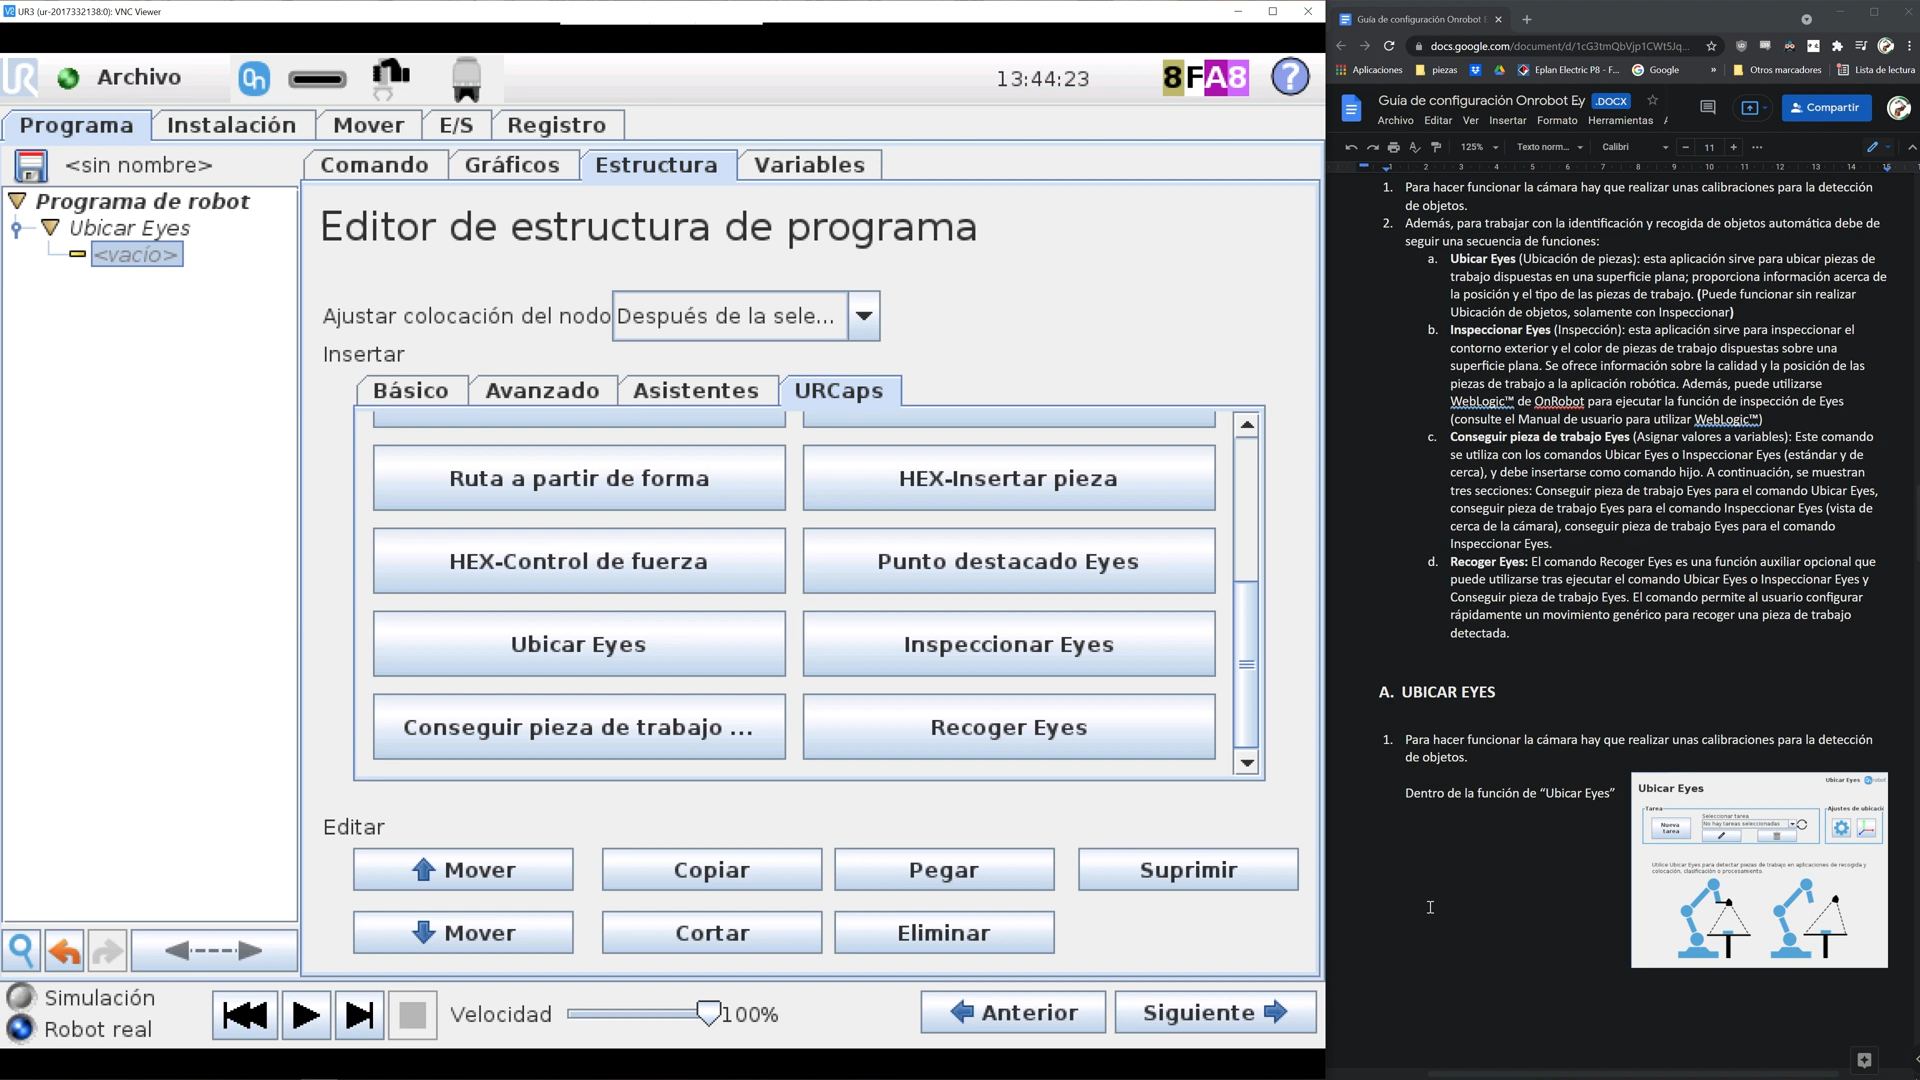 UR3 (ur-2017332138:0): VNC Viewer
Archivo
13:44:23
8FA8
?
Programa
Instalación
Mover
E/S
Registro
<sin nombre>
Comando
Gráficos
Estructura
Variables
Programa de robot
Ubicar Eyes
<vacío>
Editor de estructura de programa
Ajustar colocación del nodo
Después de la sele...
Insertar
Básico
Avanzado
Asistentes
URCaps
Ruta a partir de forma
HEX-Insertar pieza
HEX-Control de fuerza
Punto destacado Eyes
Ubicar Eyes
Inspeccionar Eyes
Conseguir pieza de trabajo ...
Recoger Eyes
Editar
Mover
Copiar
Pegar
Suprimir
Mover
Cortar
Eliminar
Simulación
Robot real
Velocidad
100%
Anterior
Siguiente
Guía de configuración Onrobot E
docs.google.com/document/d/1cG3tmQbVjp1CWt5Jq...
Aplicaciones
piezas
Eplan Electric P8 - F...
Google
»
Otros marcadores
Lista de lectura
Guía de configuración Onrobot Ey
.DOCX
Compartir
Archivo
Editar
Ver
Insertar
Formato
Herramientas
125%
Texto norm...
Calibri
11
1. Para hacer funcionar la cámara hay que realizar unas calibraciones para la detección
de objetos.
2. Además, para trabajar con la identificación y recogida de objetos automática debe de
seguir una secuencia de funciones:
a. Ubicar Eyes (Ubicación de piezas): esta aplicación sirve para ubicar piezas de
trabajo dispuestas en una superficie plana; proporciona información acerca de
la posición y el tipo de las piezas de trabajo. (Puede funcionar sin realizar
Ubicación de objetos, solamente con Inspeccionar)
b. Inspeccionar Eyes (Inspección): esta aplicación sirve para inspeccionar el
contorno exterior y el color de piezas de trabajo dispuestas sobre una
superficie plana. Se ofrece información sobre la calidad y la posición de las
piezas de trabajo a la aplicación robótica. Además, puede utilizarse
WebLogic™ de OnRobot para ejecutar la función de inspección de Eyes
(consulte el Manual de usuario para utilizar WebLogic™)
c. Conseguir pieza de trabajo Eyes (Asignar valores a variables): Este comando
se utiliza con los comandos Ubicar Eyes o Inspeccionar Eyes (estándar y de
cerca), y debe insertarse como comando hijo. A continuación, se muestran
tres secciones: Conseguir pieza de trabajo Eyes para el comando Ubicar Eyes,
conseguir pieza de trabajo Eyes para el comando Inspeccionar Eyes (vista de
cerca de la cámara), conseguir pieza de trabajo Eyes para el comando
Inspeccionar Eyes.
d. Recoger Eyes: El comando Recoger Eyes es una función auxiliar opcional que
puede utilizarse tras ejecutar el comando Ubicar Eyes o Inspeccionar Eyes y
Conseguir pieza de trabajo Eyes. El comando permite al usuario configurar
rápidamente un movimiento genérico para recoger una pieza de trabajo
detectada.
A. UBICAR EYES
1. Para hacer funcionar la cámara hay que realizar unas calibraciones para la detección
de objetos.
Dentro de la función de “Ubicar Eyes”
Ubicar Eyes
Ubicar Eyes
Tarea
Seleccionar tarea
Ajustes de ubicació
Nueva
tarea
No hay tareas seleccionadas
Utilice Ubicar Eyes para detectar piezas de trabajo en aplicaciones de recogida y
colocación, clasificación o procesamiento.